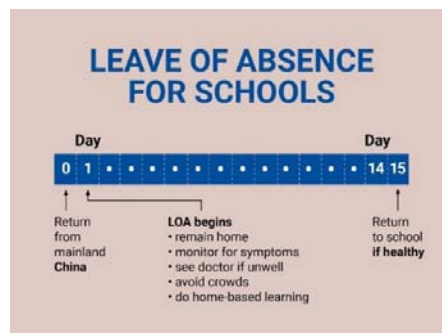 LEAVE OF ABSENCE
FOR SCHOOLS
Day
Day
0 1 • • • • • • • • • • • • 14 15
Return
from
mainland
China
LOA begins
• remain home
• monitor for symptoms
• see doctor if unwell
• avoid crowds
• do home-based learning
Return
to school
if healthy